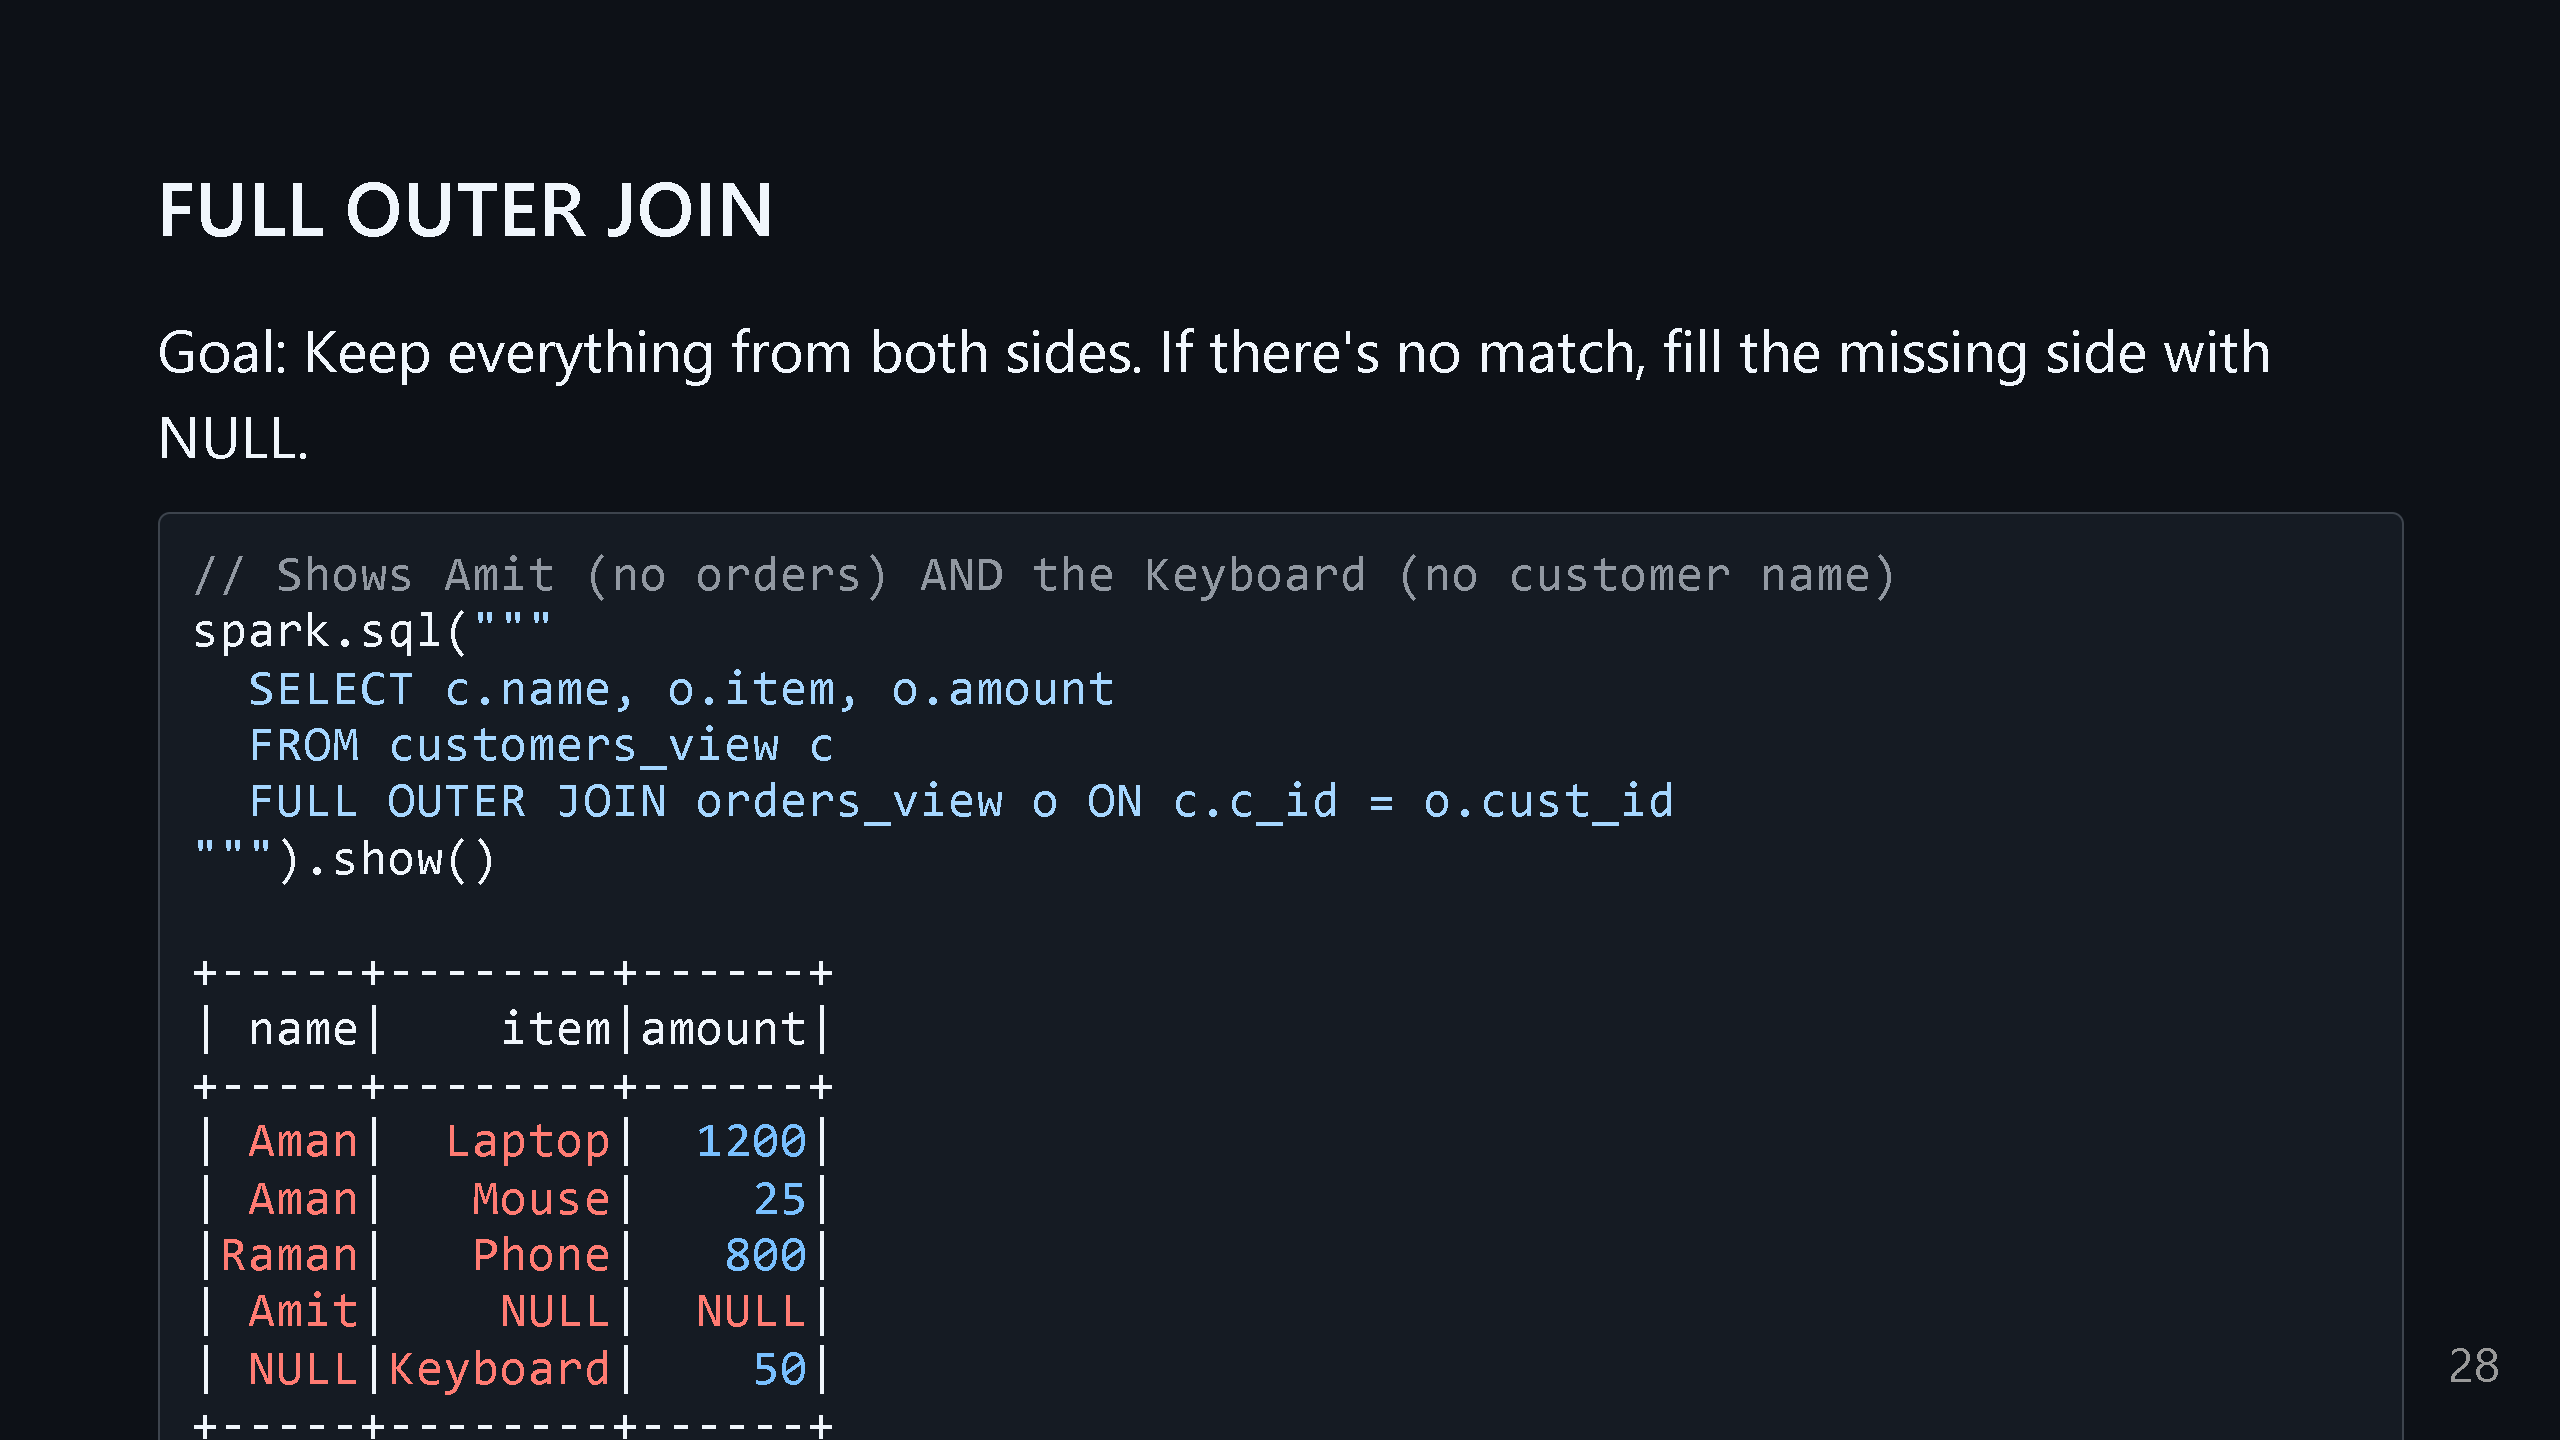 FULL OUTER JOIN
Goal: Keep everything from both sides. If there's no match, fill the missing side with
NULL.
// Shows Amit (no orders) AND the Keyboard (no customer name)
spark.sql("""
  SELECT c.name, o.item, o.amount
  FROM customers_view c
  FULL OUTER JOIN orders_view o ON c.c_id = o.cust_id
""").show()

+-----+--------+------+
| name|    item|amount|
+-----+--------+------+
| Aman|  Laptop|  1200|
| Aman|   Mouse|    25|
|Raman|   Phone|   800|
| Amit|    NULL|  NULL|
| NULL|Keyboard|    50|
+-----+--------+------+
28